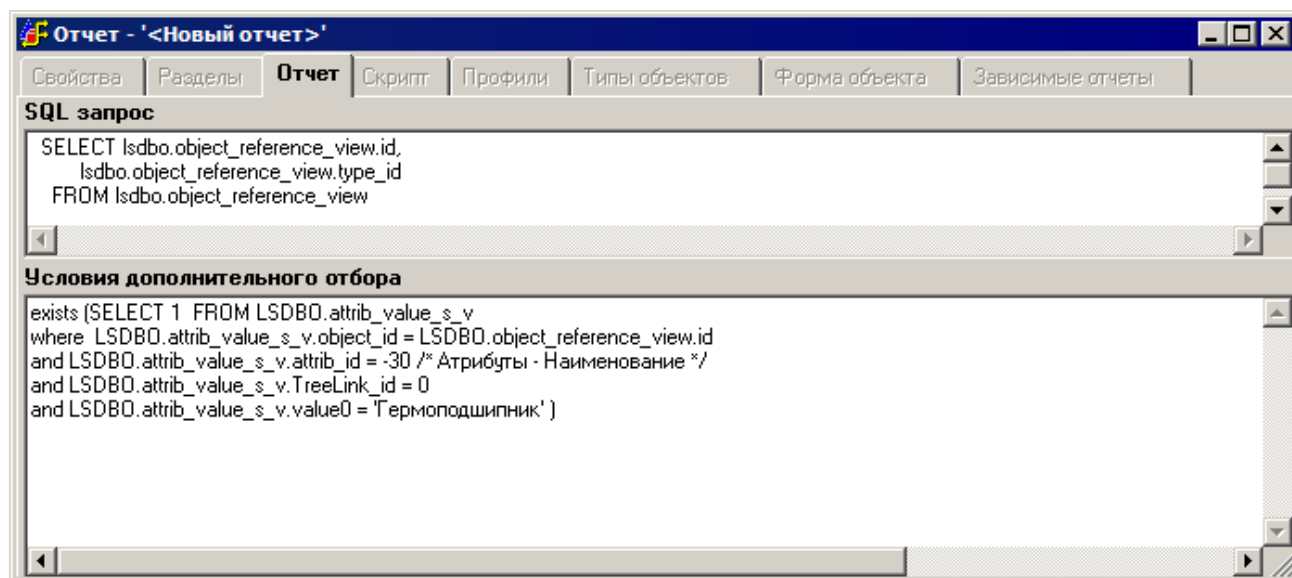 Отчет - '<Новый отчет>'
Свойства Разделы Отчет Скрипт Профили Типы объектов Форма объекта Зависимые отчеты
SQL запрос
SELECT lsdbo.object_reference_view.id,
lsdbo.object_reference_view.type_id
FROM lsdbo.object_reference_view
Условия дополнительного отбора
exists (SELECT 1 FROM LSDBO.attrib_value_s_v
where LSDBO.attrib_value_s_v.object_id = LSDBO.object_reference_view.id
and LSDBO.attrib_value_s_v.attrib_id = -30 /* Атрибуты - Наименование */
and LSDBO.attrib_value_s_v.TreeLink_id = 0
and LSDBO.attrib_value_s_v.value0 = 'Гермоподшипник' )